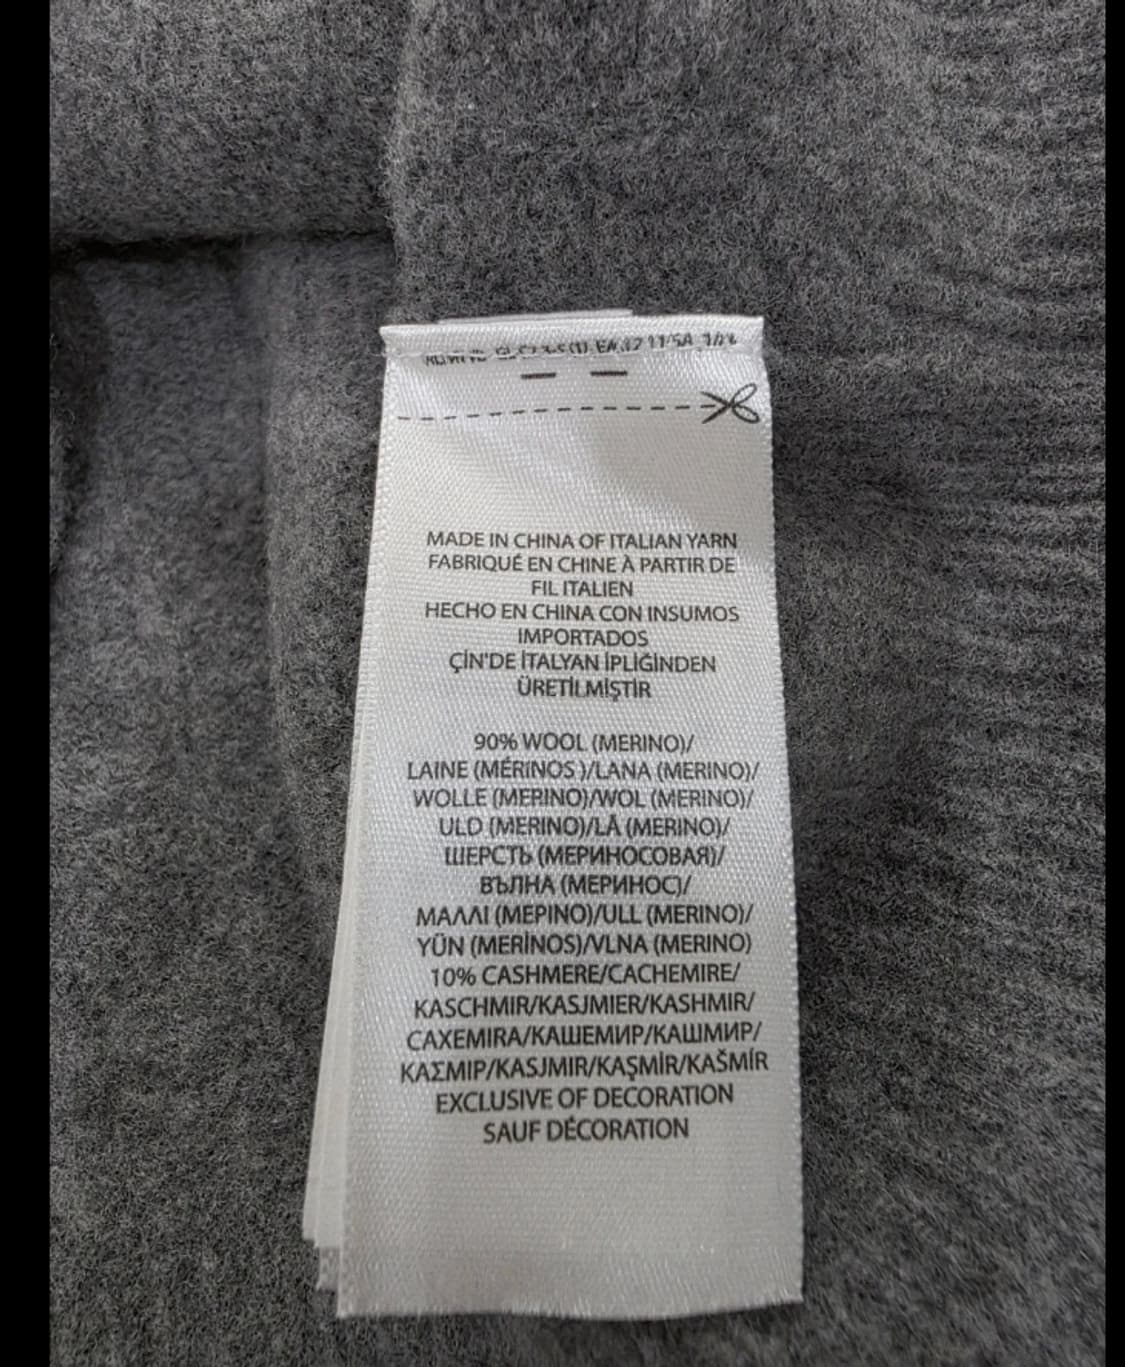 MADE IN CHINA OF ITALIAN YARN
FABRIQUÉ EN CHINE À PARTIR DE
FIL ITALIEN
HECHO EN CHINA CON INSUMOS
IMPORTADOS
ÇİN'DE İTALYAN İPLİĞİNDEN
ÜRETİLMİŞTİR
90% WOOL (MERINO)/
LAINE (MÉRINOS )/LANA (MERINO)/
WOLLE (MERINO)/WOL (MERINO)/
ULD (MERINO)/LÅ (MERINO)/
ШЕРСТЬ (МЕРИНОСОВАЯ)/
ВЪЛНА (МЕРИНОС)/
ΜΑΛΛΙ (ΜΕΡΙΝΟ)/ULL (MERINO)/
YÜN (MERİNOS)/VLNA (MERINO)
10% CASHMERE/CACHEMIRE/
KASCHMIR/KASJMIER/KASHMIR/
CAXEMIRA/КАШЕМИР/КАШМИР/
ΚΑΣΜΙΡ/KASJMIR/KAŞMİR/KAŠMÍR
EXCLUSIVE OF DECORATION
SAUF DÉCORATION